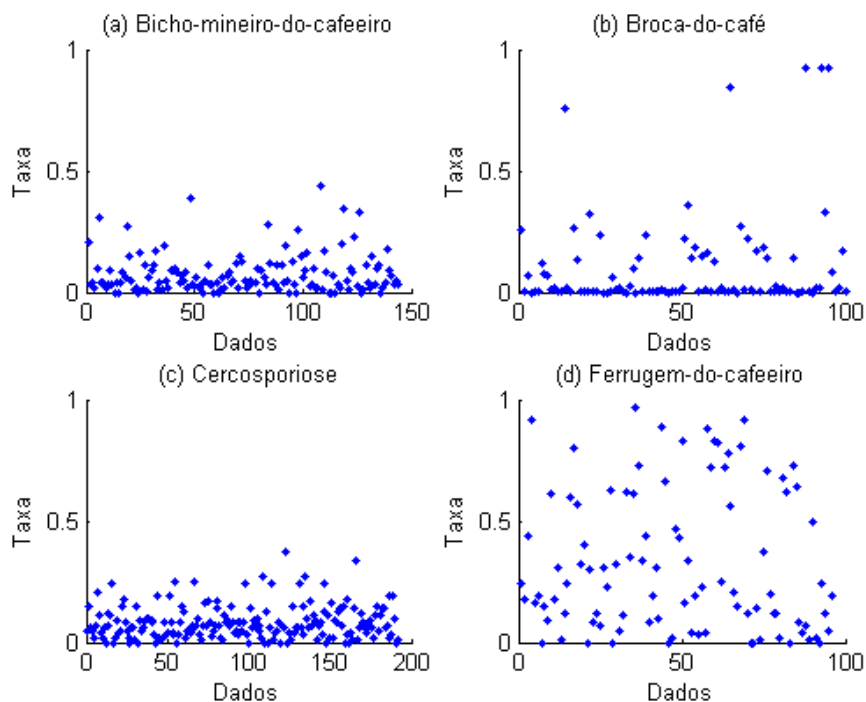 (a) Bicho-mineiro-do-cafeeiro
1
0.5
0
Taxa
0 50 100 150
Dados
(b) Broca-do-café
1
0.5
0
Taxa
0 50 100
Dados
(c) Cercosporiose
1
0.5
0
Taxa
0 50 100 150 200
Dados
(d) Ferrugem-do-cafeeiro
1
0.5
0
Taxa
0 50 100
Dados